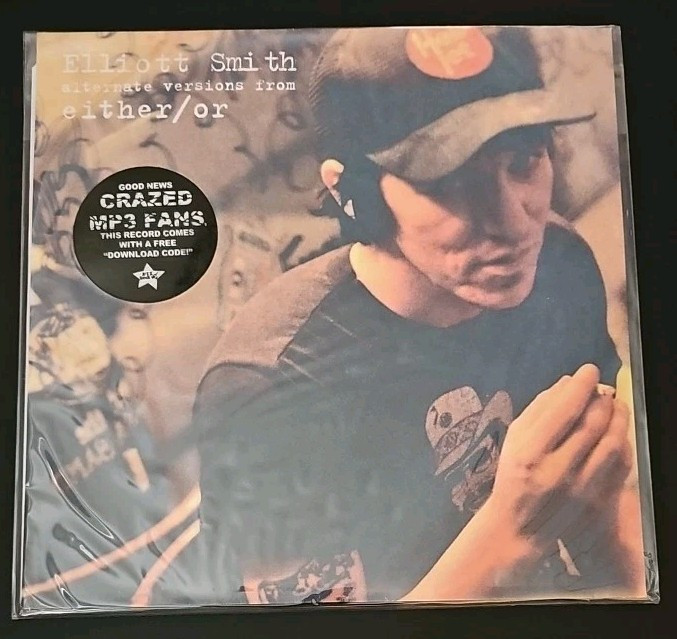 Elliott Smith
alternate versions from
either/or
GOOD NEWS
CRAZED
MP3 FANS.
THIS RECORD COMES
WITH A FREE
"DOWNLOAD CODE!"